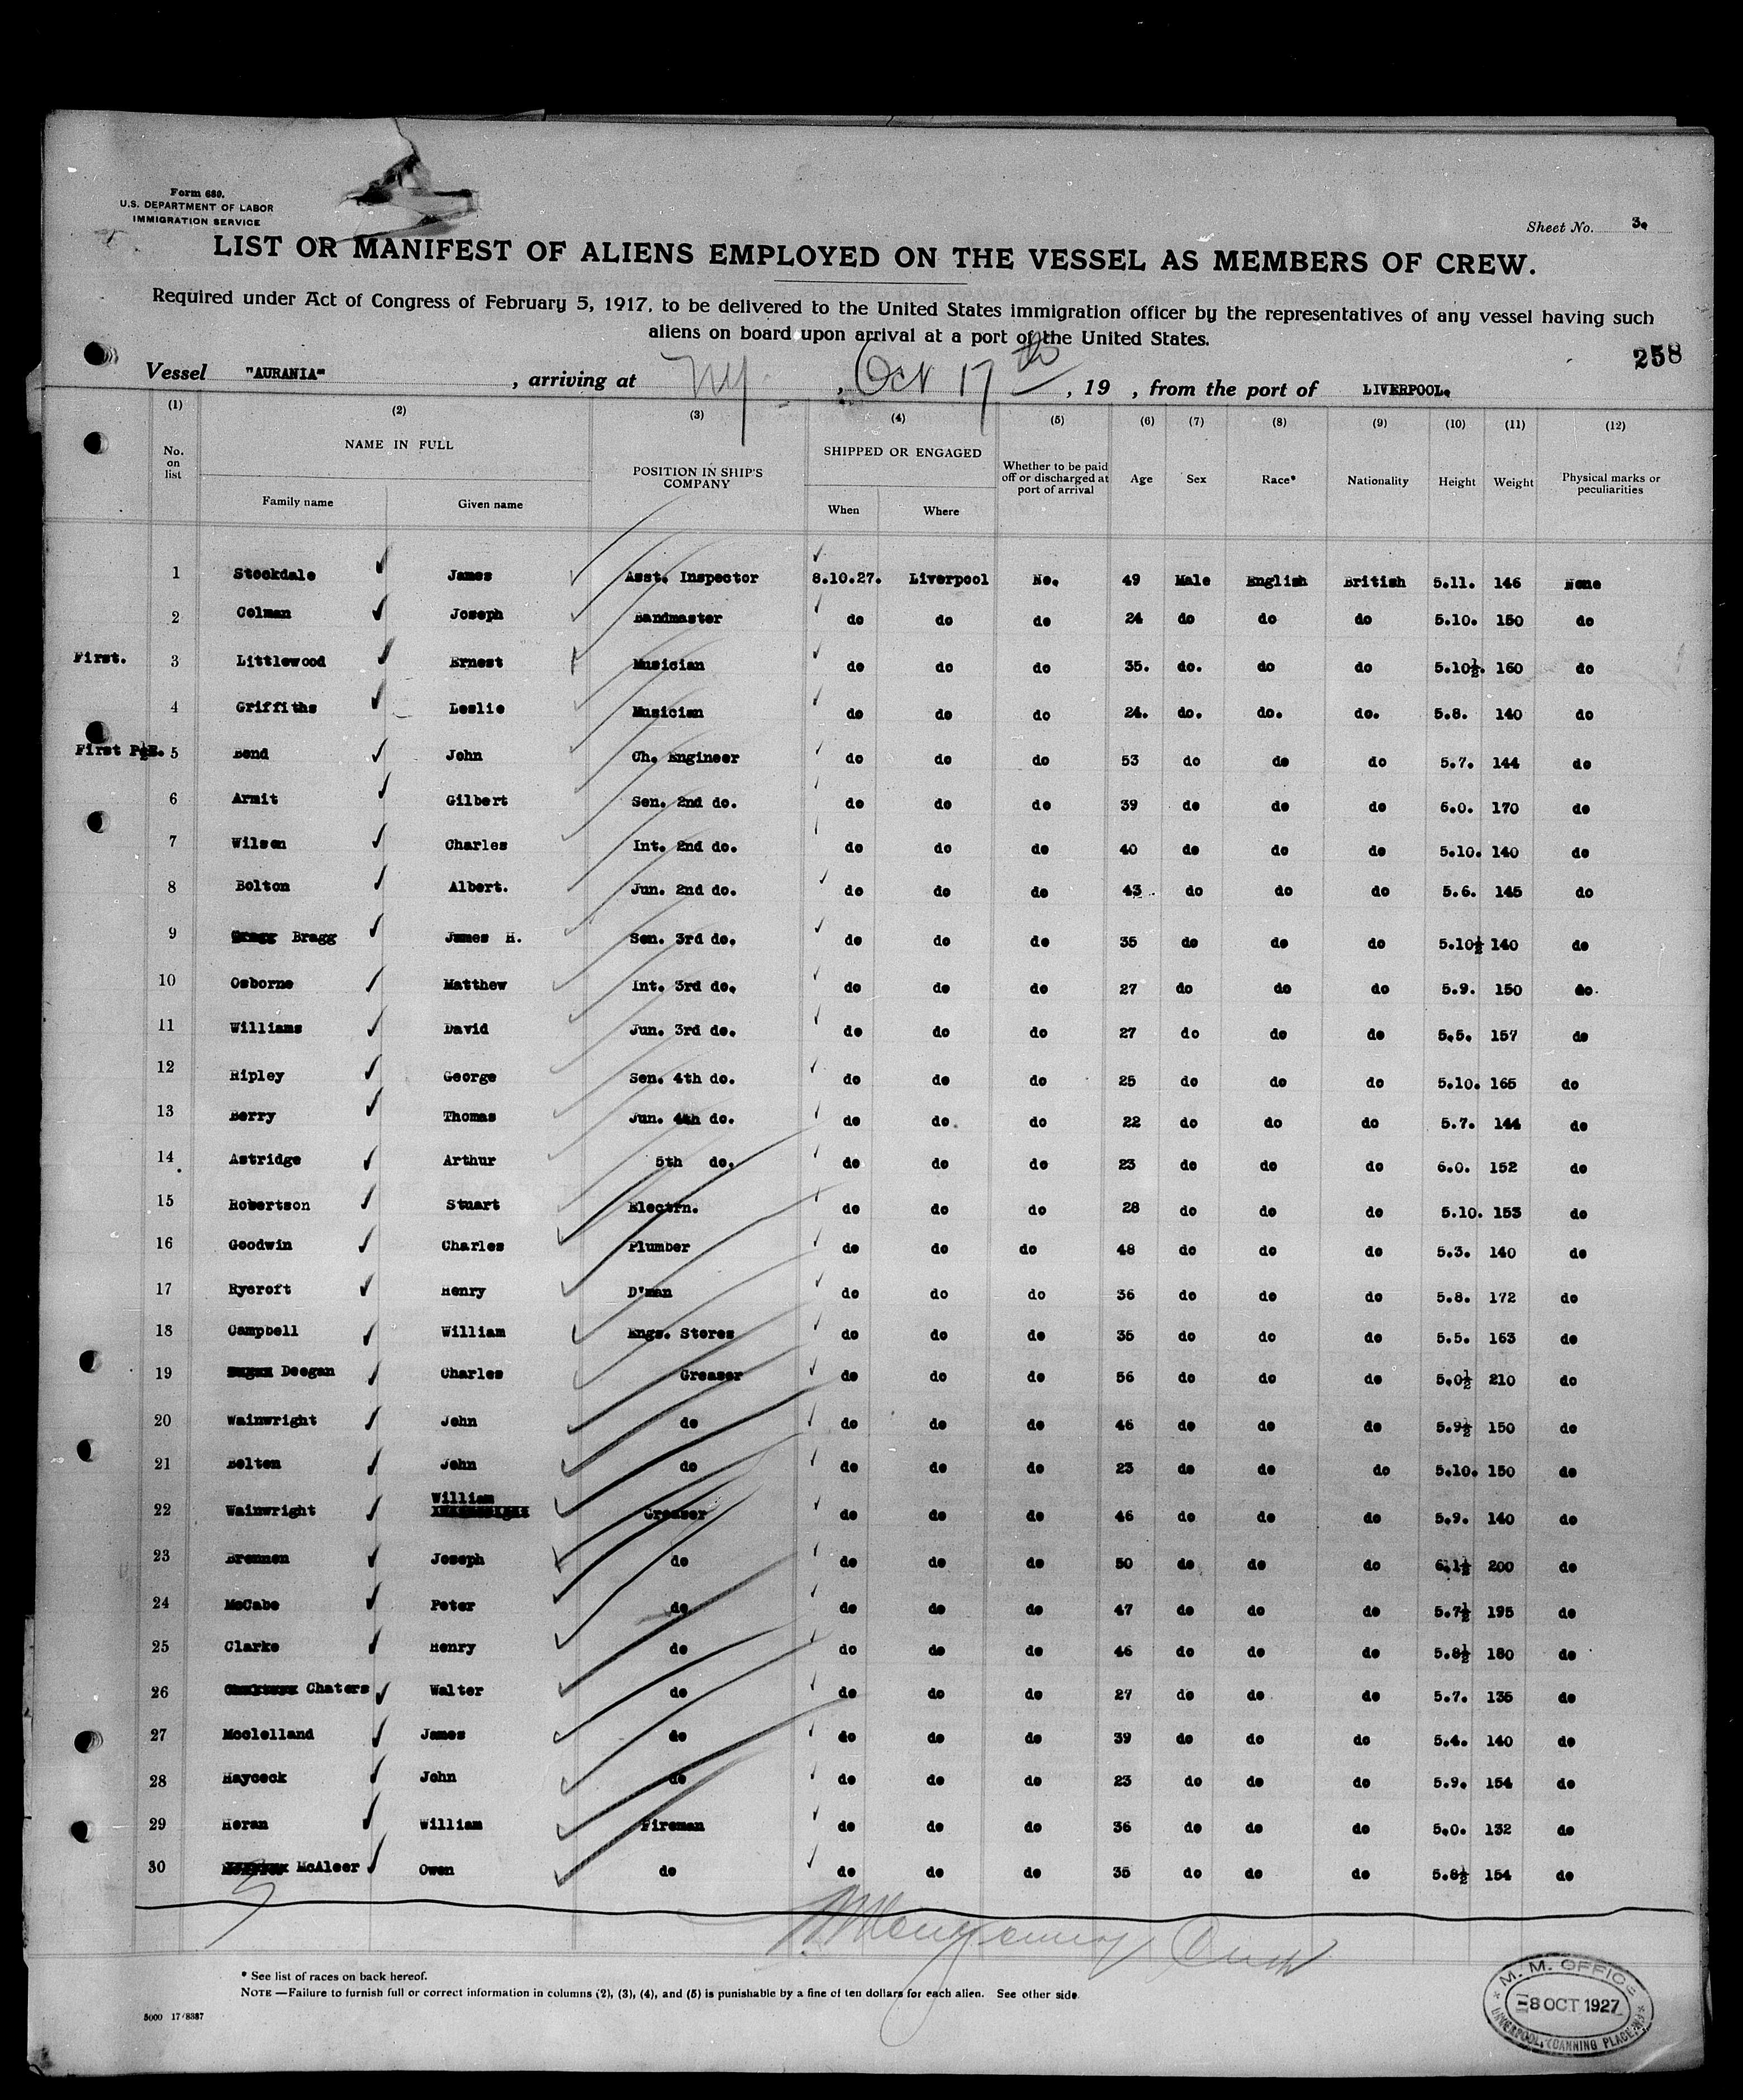 Form 689.
U.S. DEPARTMENT OF LABOR
IMMIGRATION SERVICE
Sheet No. 3.
LIST OR MANIFEST OF ALIENS EMPLOYED ON THE VESSEL AS MEMBERS OF CREW.
Required under Act of Congress of February 5, 1917, to be delivered to the United States immigration officer by the representatives of any vessel having such
aliens on board upon arrival at a port of the United States.
258
Vessel "AURANIA" , arriving at NY , Oct 17th , 19 , from the port of LIVERPOOL.
(1) (2) (3) (4) (5) (6) (7) (8) (9) (10) (11) (12)
No. on list NAME IN FULL Family name Given name POSITION IN SHIP'S COMPANY SHIPPED OR ENGAGED When Where Whether to be paid off or discharged at port of arrival Age Sex Race* Nationality Height Weight Physical marks or peculiarities
1 Stockdale James Asst. Inspector 8.10.27. Liverpool No. 49 Male English British 5.11. 146 None
2 Colman Joseph Bandmaster do do do 24 do do do 5.10. 150 do
First. 3 Littlewood Ernest Musician do do do 35. do. do do 5.10½. 160 do
4 Griffiths Leslie Musician do do do 24. do. do. do. 5.8. 140 do
First 5 Bond John Ch. Engineer do do do 53 do do do 5.7. 144 do
6 Armit Gilbert Sen. 2nd do. do do do 39 do do do 6.0. 170 do
7 Wilson Charles Int. 2nd do. do do do 40 do do do 5.10. 140 do
8 Bolton Albert. Jun. 2nd do. do do do 43 do do do 5.6. 145 do
9 Bragg James H. Sen. 3rd do. do do do 35 do do do 5.10½ 140 do
10 Osborne Matthew Int. 3rd do. do do do 27 do do do 5.9. 150 do.
11 Williams David Jun. 3rd do. do do do 27 do do do 5.5. 157 do
12 Ripley George Sen. 4th do. do do do 25 do do do 5.10. 165 do
13 Berry Thomas Jun. 4th do. do do. do 22 do do do 5.7. 144 do
14 Astridge Arthur 5th do. do do do 23 do do do 6.0. 152 do
15 Robertson Stuart Electrn. do do do 28 do do do 5.10. 153 do
16 Goodwin Charles Plumber do do do 48 do do do 5.3. 140 do
17 Rycroft Henry D'man do do do 36 do do do 5.8. 172 do
18 Campbell William Engs. Stores do do do 35 do do do 5.5. 163 do
19 Deegan Charles Greaser do do do 56 do do do 5.0½ 210 do
20 Wainwright John do do do do 46 do do do 5.9½ 150 do
21 Bolton John do do do do 23 do do do 5.10. 150 do
22 Wainwright William Greaser do do do 46 do do do 5.9. 140 do
23 Brennen Joseph do do do do 50 do do do 6.1½ 200 do
24 McCabe Peter do do do do 47 do do do 5.7½ 195 do
25 Clarke Henry do do do do 46 do do do 5.8½ 180 do
26 Chaters Walter do do do do 27 do do do 5.7. 135 do
27 Mcclelland James do do do do 39 do do do 5.4. 140 do
28 Haycock John do do do do 23 do do do 5.9. 154 do
29 Horan William Fireman do do do 36 do do do 5.0. 132 do
30 McAleer Owen do do do do 35 do do do 5.8½ 154 do
* See list of races on back hereof.
NOTE —Failure to furnish full or correct information in columns (2), (3), (4), and (5) is punishable by a fine of ten dollars for each alien. See other side.
5000 17/8387
M. M. OFFICE
-8 OCT 1927
LIVERPOOL, CANNING PLACE